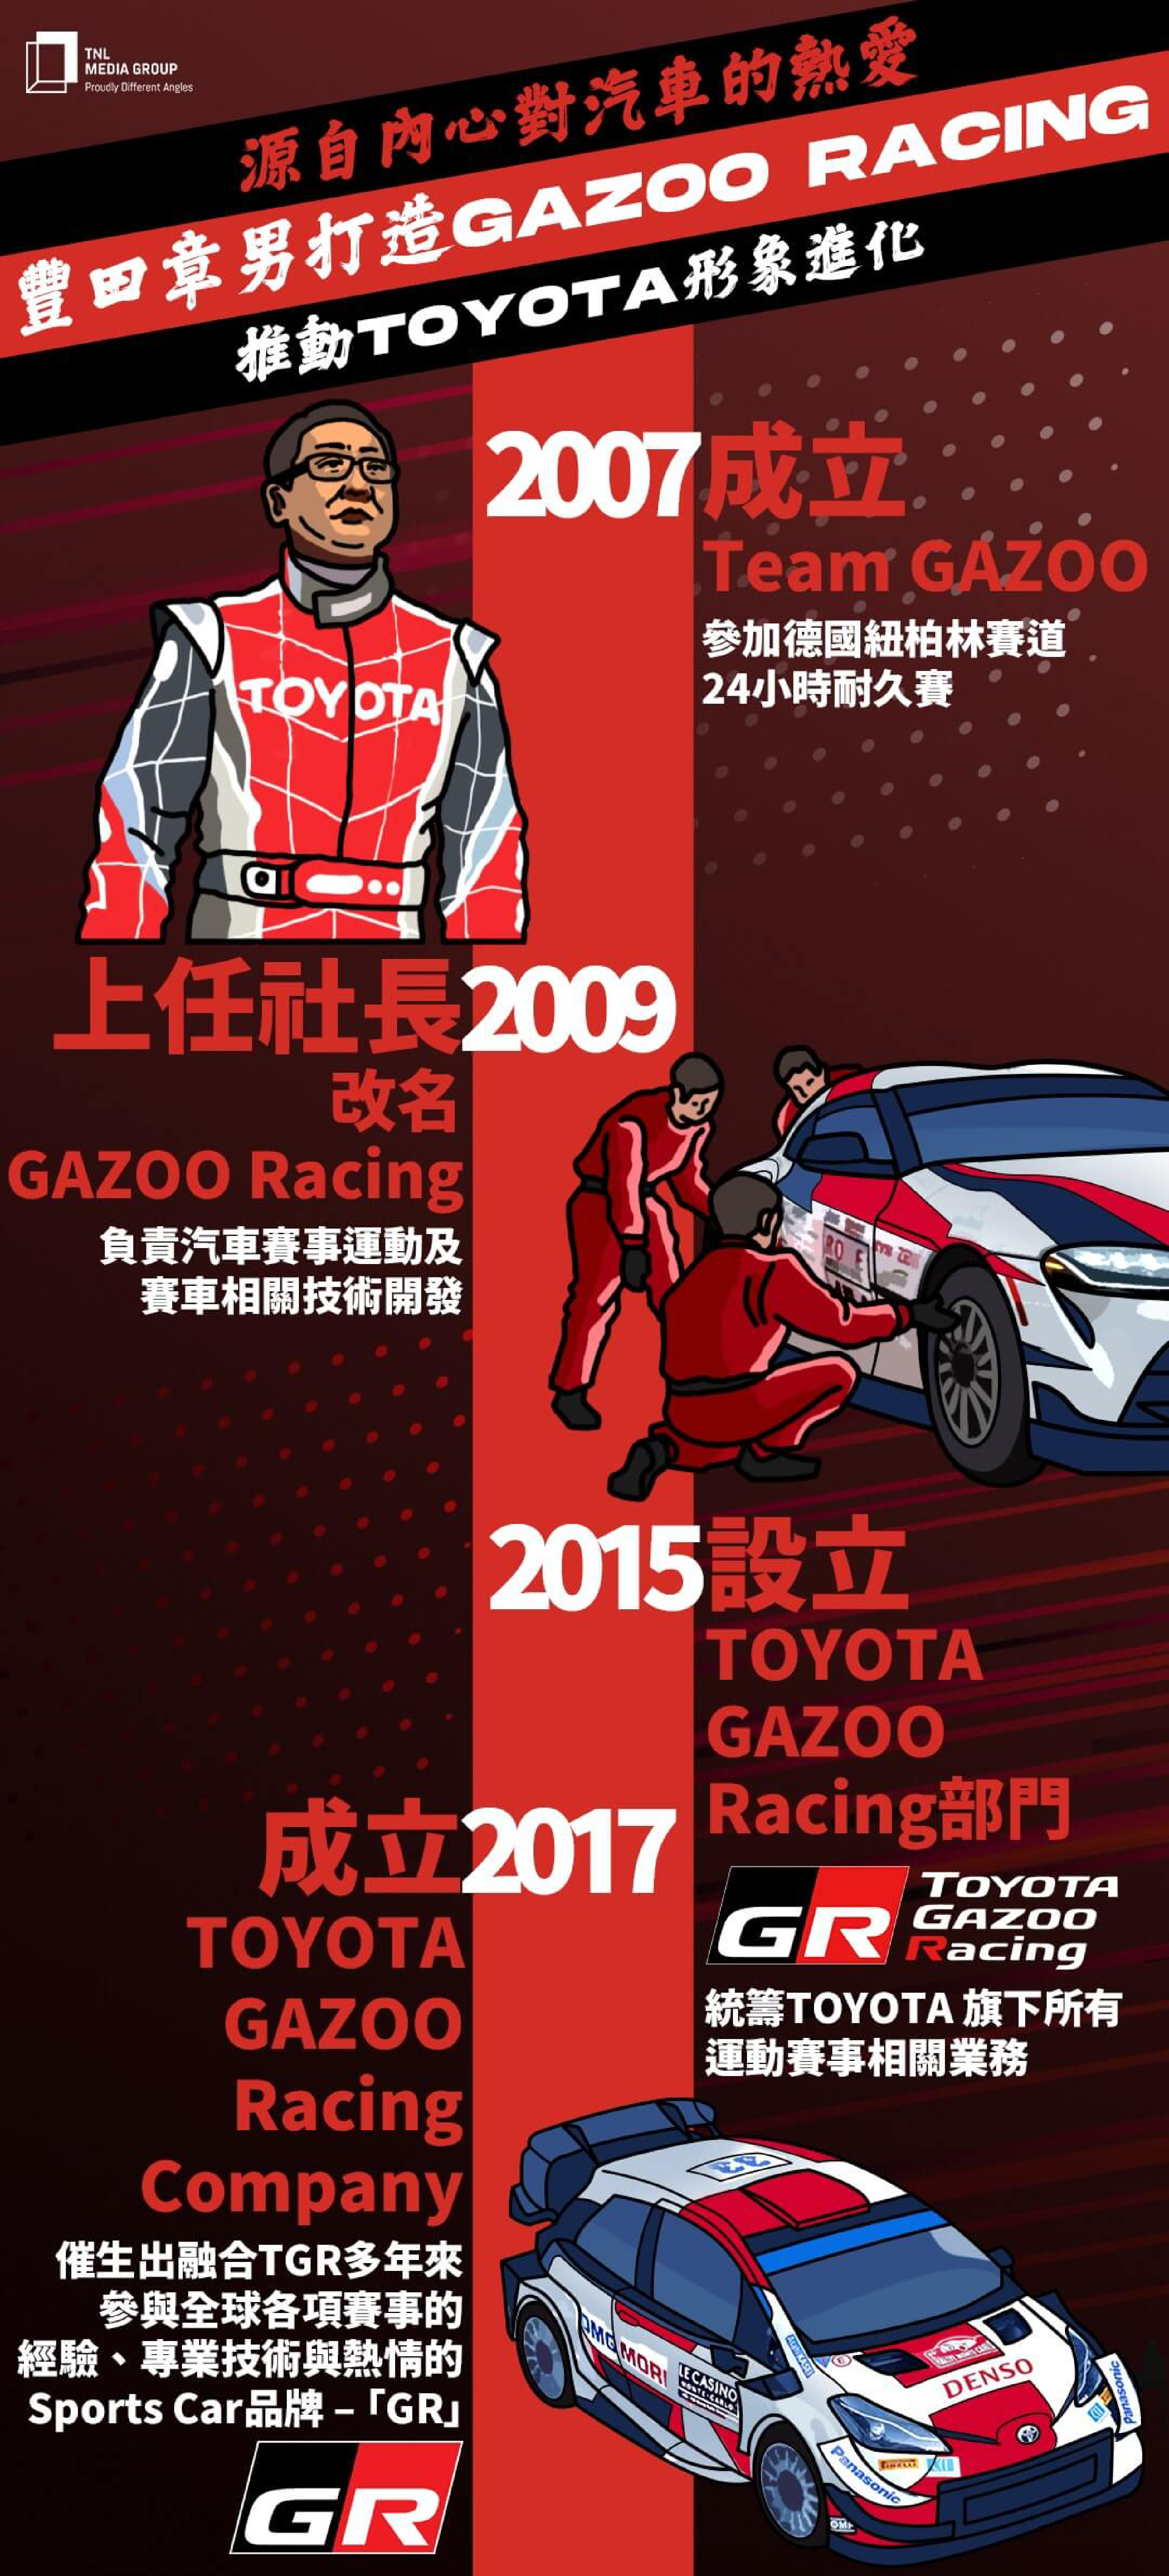 TNL
MEDIA GROUP
Proudly Different Angles
源自內心對汽車的熱愛
豐田章男打造GAZOO RACING
推動TOYOTA形象進化
2007成立
Team GAZOO
參加德國紐柏林賽道
24小時耐久賽
TOYOTA
上任社長2009
改名
GAZOO Racing
負責汽車賽事運動及
賽車相關技術開發
2015設立
TOYOTA
GAZOO
Racing部門
GR TOYOTA
GAZOO
Racing
統籌TOYOTA 旗下所有
運動賽事相關業務
成立2017
TOYOTA
GAZOO
Racing
Company
催生出融合TGR多年來
參與全球各項賽事的
經驗、專業技術與熱情的
Sports Car品牌 –「GR」
GR
33
MORI
LE CASINO
MONTE-CARLO
DENSO
Panasonic
Panasonic
PIRELLI
OMP